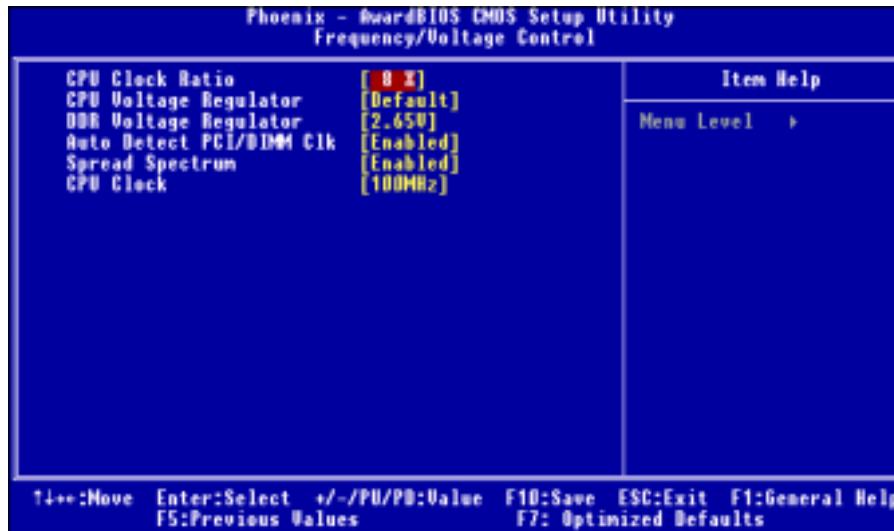 Phoenix - AwardBIOS CMOS Setup Utility
Frequency/Voltage Control
CPU Clock Ratio [ 8 X]
CPU Voltage Regulator [Default]
DDR Voltage Regulator [2.65V]
Auto Detect PCI/DIMM Clk [Enabled]
Spread Spectrum [Enabled]
CPU Clock [100MHz]
Item Help
Menu Level ▸
↑↓→←:Move Enter:Select +/-/PU/PD:Value F10:Save ESC:Exit F1:General Help
F5:Previous Values F7: Optimized Defaults